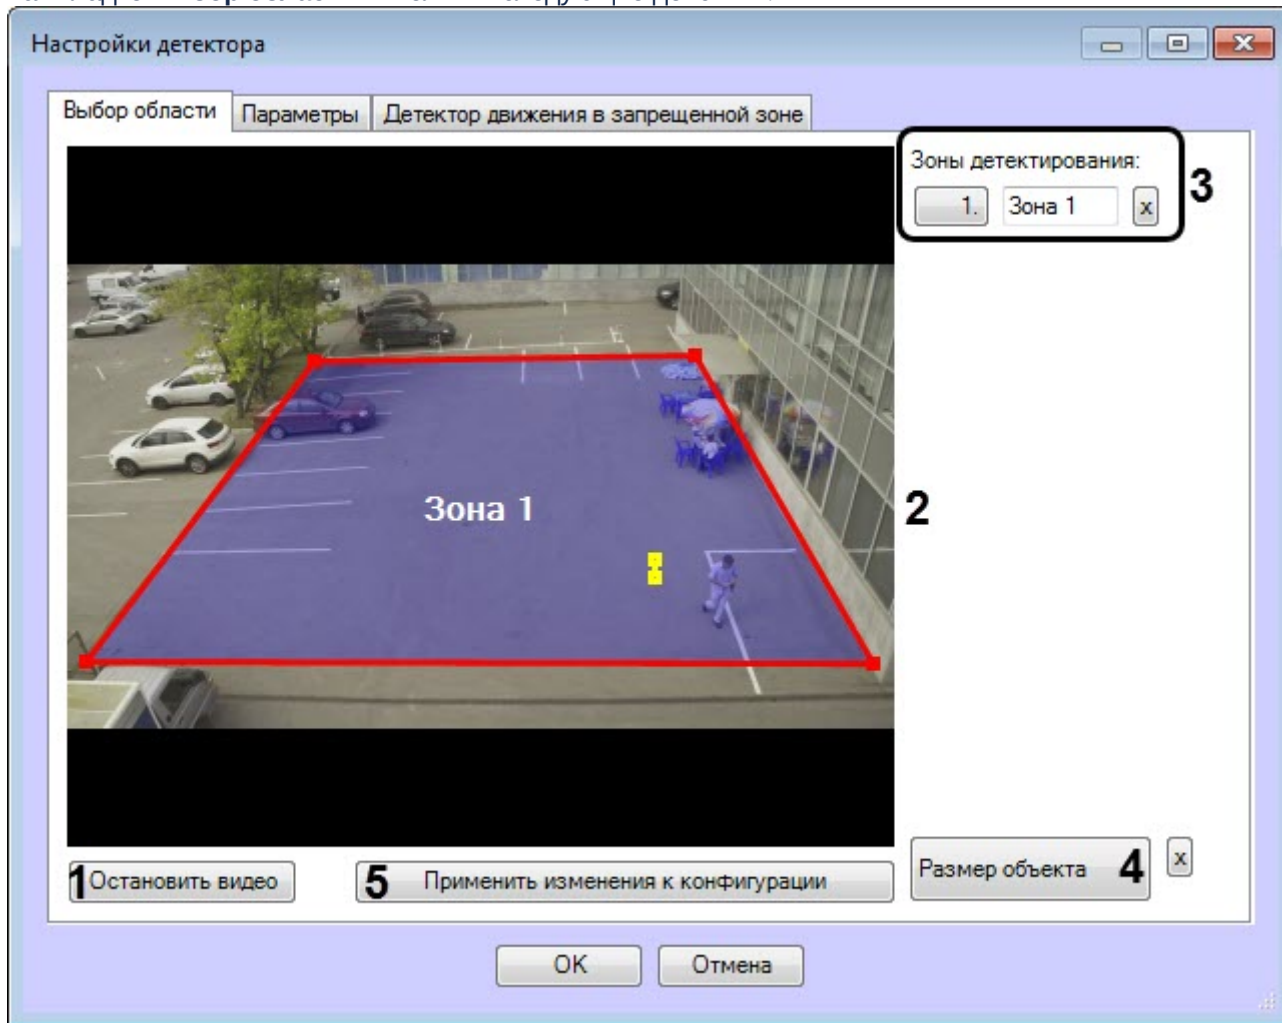 Настройки детектора
Выбор области Параметры Детектор движения в запрещенной зоне
Зоны детектирования:
3
1. Зона 1 x
Зона 1
2
1 Остановить видео
5 Применить изменения к конфигурации
Размер объекта 4 x
OK Отмена